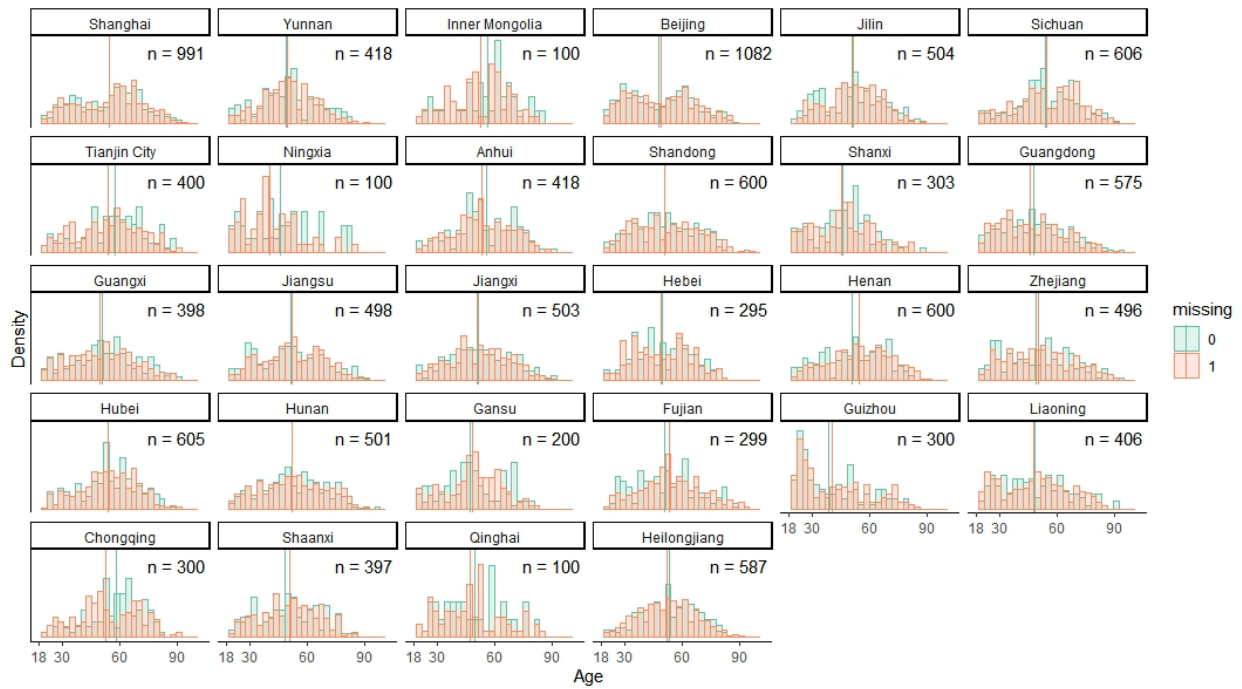 Shanghai
n = 991
Yunnan
n = 418
Inner Mongolia
n = 100
Beijing
n = 1082
Jilin
n = 504
Sichuan
n = 606
Tianjin City
n = 400
Ningxia
n = 100
Anhui
n = 418
Shandong
n = 600
Shanxi
n = 303
Guangdong
n = 575
Guangxi
n = 398
Jiangsu
n = 498
Jiangxi
n = 503
Hebei
n = 295
Henan
n = 600
Zhejiang
n = 496
Hubei
n = 605
Hunan
n = 501
Gansu
n = 200
Fujian
n = 299
Guizhou
n = 300
18 30 60 90
Liaoning
n = 406
18 30 60 90
Chongqing
n = 300
18 30 60 90
Shaanxi
n = 397
18 30 60 90
Qinghai
n = 100
18 30 60 90
Heilongjiang
n = 587
18 30 60 90
Density
Age
missing
0
1